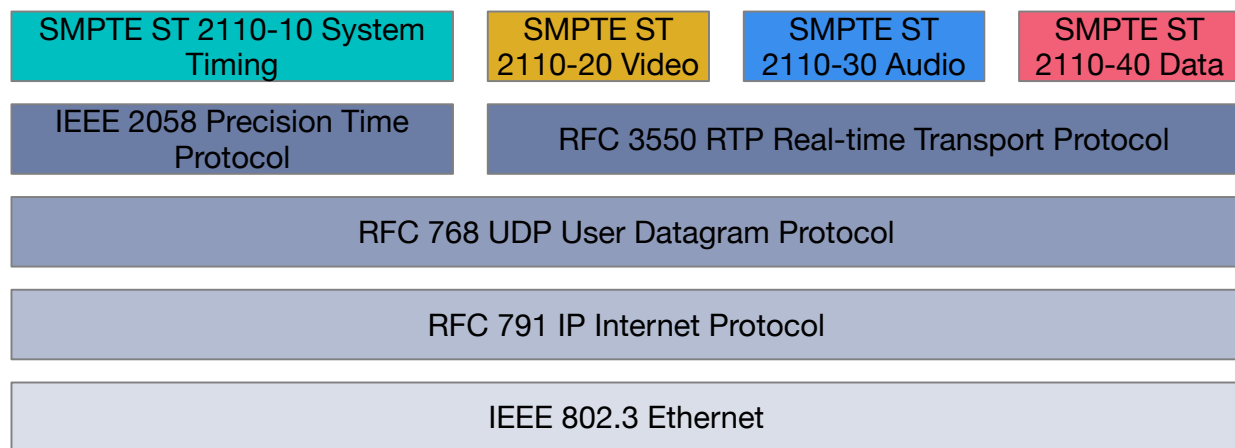 SMPTE ST 2110-10 System
Timing
SMPTE ST
2110-20 Video
SMPTE ST
2110-30 Audio
SMPTE ST
2110-40 Data
IEEE 2058 Precision Time
Protocol
RFC 3550 RTP Real-time Transport Protocol
RFC 768 UDP User Datagram Protocol
RFC 791 IP Internet Protocol
IEEE 802.3 Ethernet